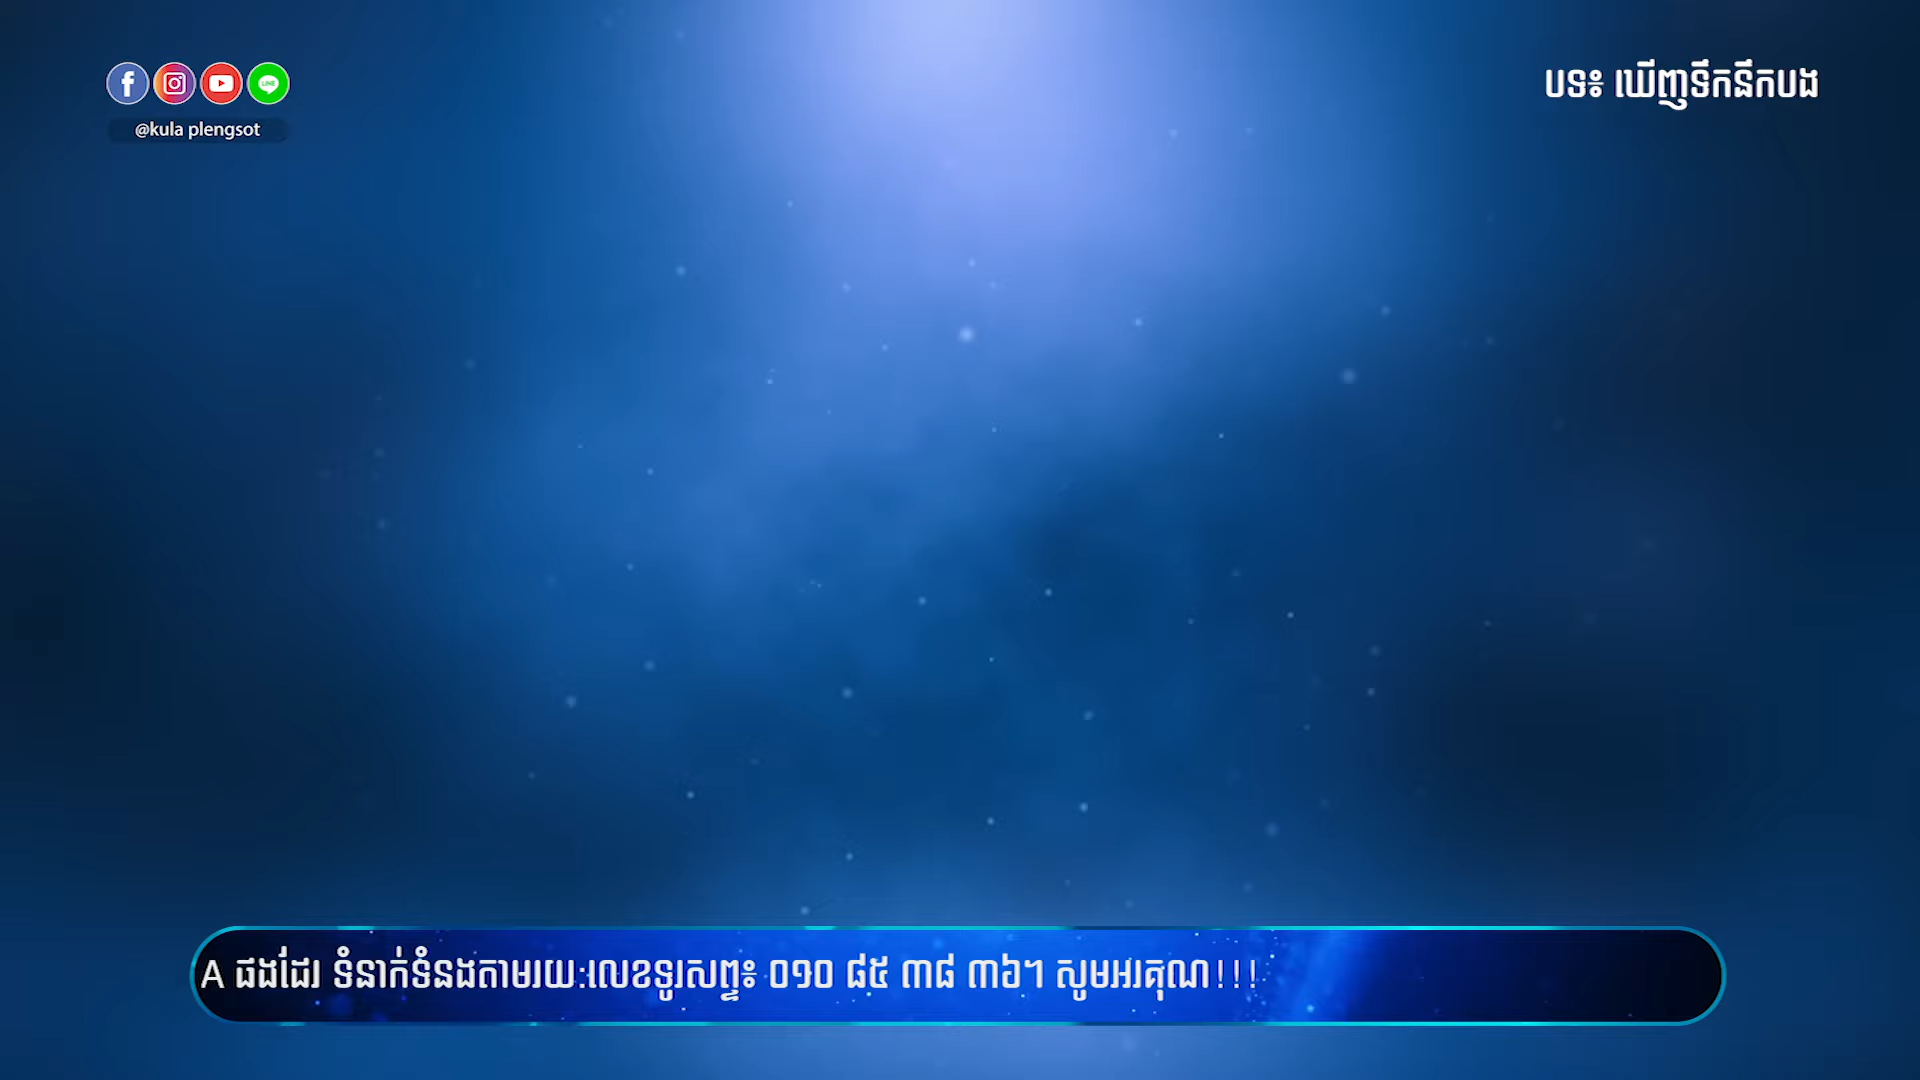 @kula plengsot
បទ៖ ឃើញទឹកនឹកបង
A ផងដែរ ទំនាក់ទំនងតាមរយៈលេខទូរសព្ទ៖ ០១០ ៨៥ ៣៨ ៣៦។ សូមអរគុណ!!!